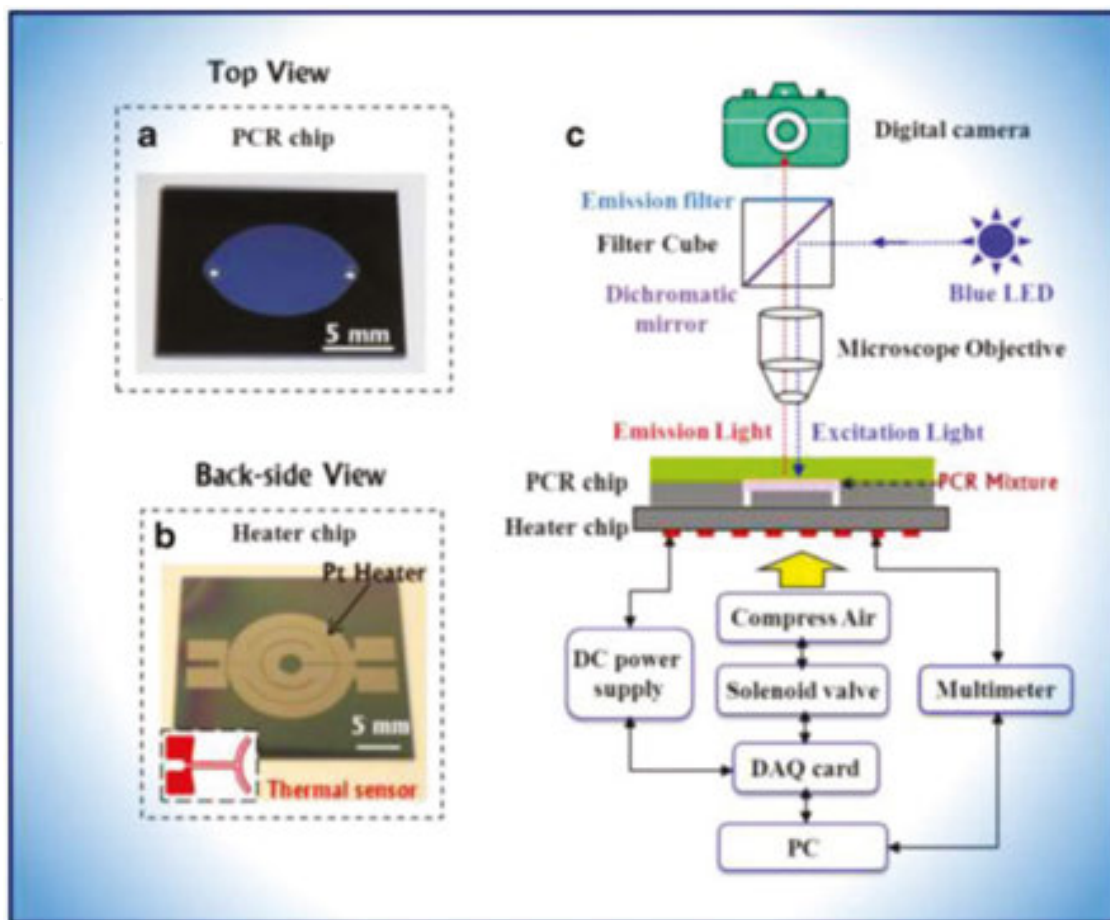 Top View
a
PCR chip
5 mm
Back-side View
b
Heater chip
Pt Heater
5 mm
Thermal sensor
c
Digital camera
Emission filter
Filter Cube
Dichromatic
mirror
Blue LED
Microscope Objective
Emission Light
Excitation Light
PCR chip
PCR Mixture
Heater chip
Compress Air
DC power
supply
Solenoid valve
Multimeter
DAQ card
PC